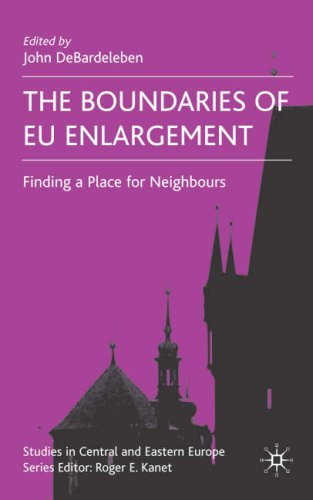 Edited by
John DeBardeleben
THE BOUNDARIES OF
EU ENLARGEMENT
Finding a Place for Neighbours
Studies in Central and Eastern Europe
Series Editor: Roger E. Kanet